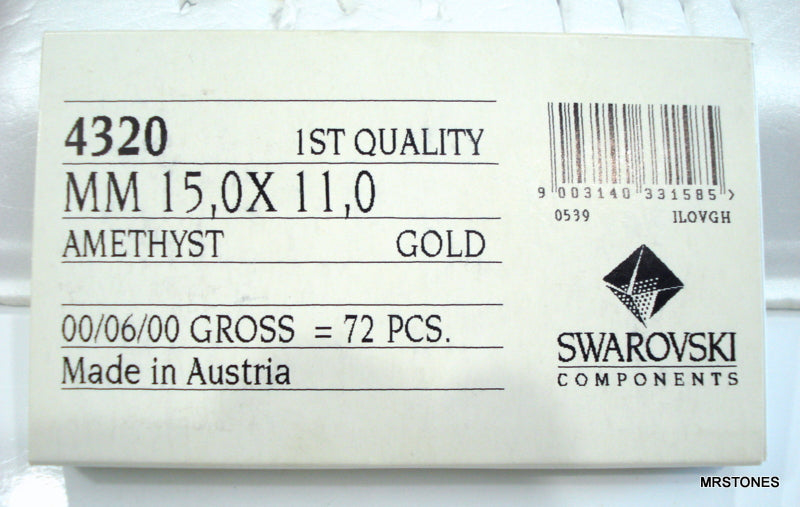 4320 1ST QUALITY
MM 15,0X 11,0
AMETHYST GOLD
00/06/00 GROSS = 72 PCS.
Made in Austria
9 003140 331585 >
0539 ILOVGH
SWAROVSKI
COMPONENTS
MRSTONES